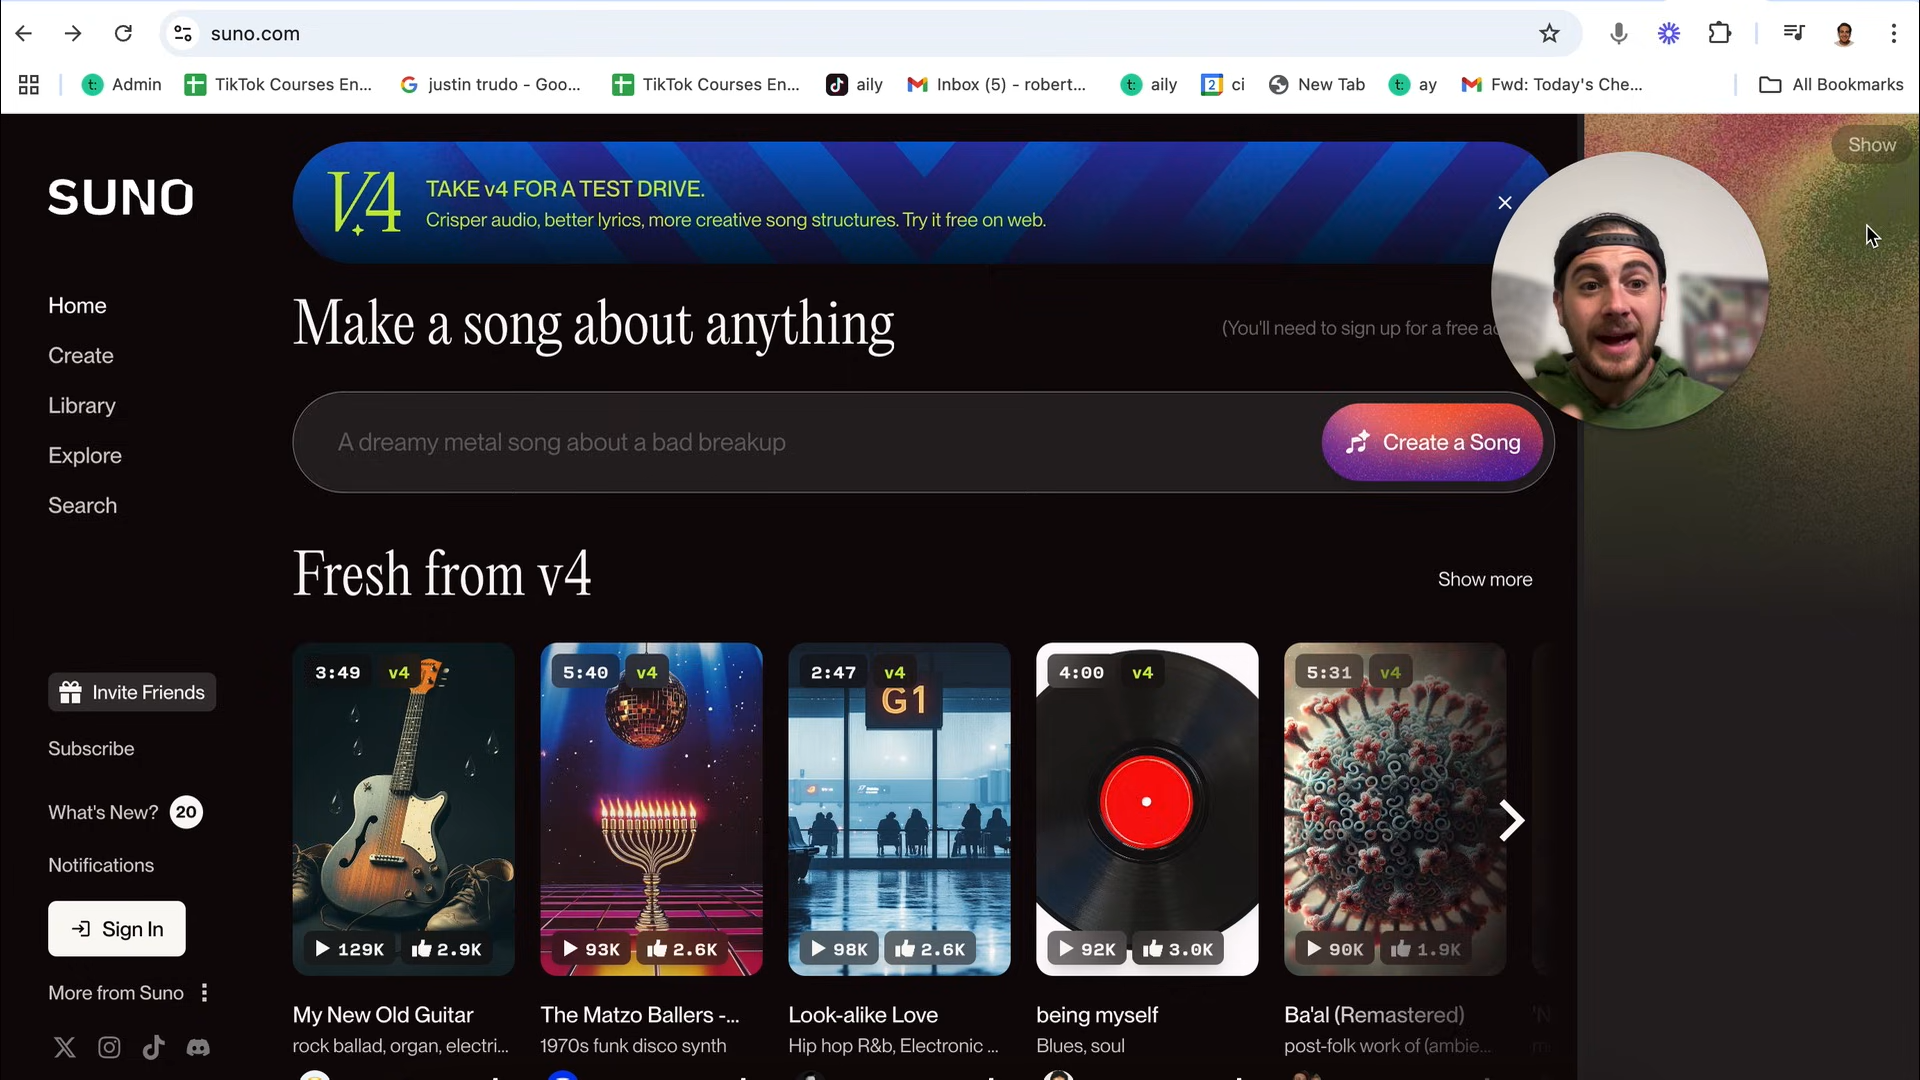 suno.com
Admin
TikTok Courses En...
justin trudo - Goo...
TikTok Courses En...
aily
Inbox (5) - robert...
aily
2
ci
New Tab
ay
Fwd: Today's Che...
All Bookmarks
Show
SUNO
V4
TAKE v4 FOR A TEST DRIVE.
Crisper audio, better lyrics, more creative song structures. Try it free on web.
Home
Create
Library
Explore
Search
Make a song about anything
(You'll need to sign up for a free
A dreamy metal song about a bad breakup
Create a Song
Fresh from v4
Show more
3:49 v4
5:40 v4
2:47 v4
G1
4:00 v4
5:31 v4
129K 2.9K
93K 2.6K
98K 2.6K
92K 3.0K
90K 1.9K
My New Old Guitar
rock ballad, organ, electri...
The Matzo Ballers -...
1970s funk disco synth
Look-alike Love
Hip hop R&b, Electronic ...
being myself
Blues, soul
Ba'al (Remastered)
post-folk work of (ambie...
Invite Friends
Subscribe
What's New? 20
Notifications
Sign In
More from Suno